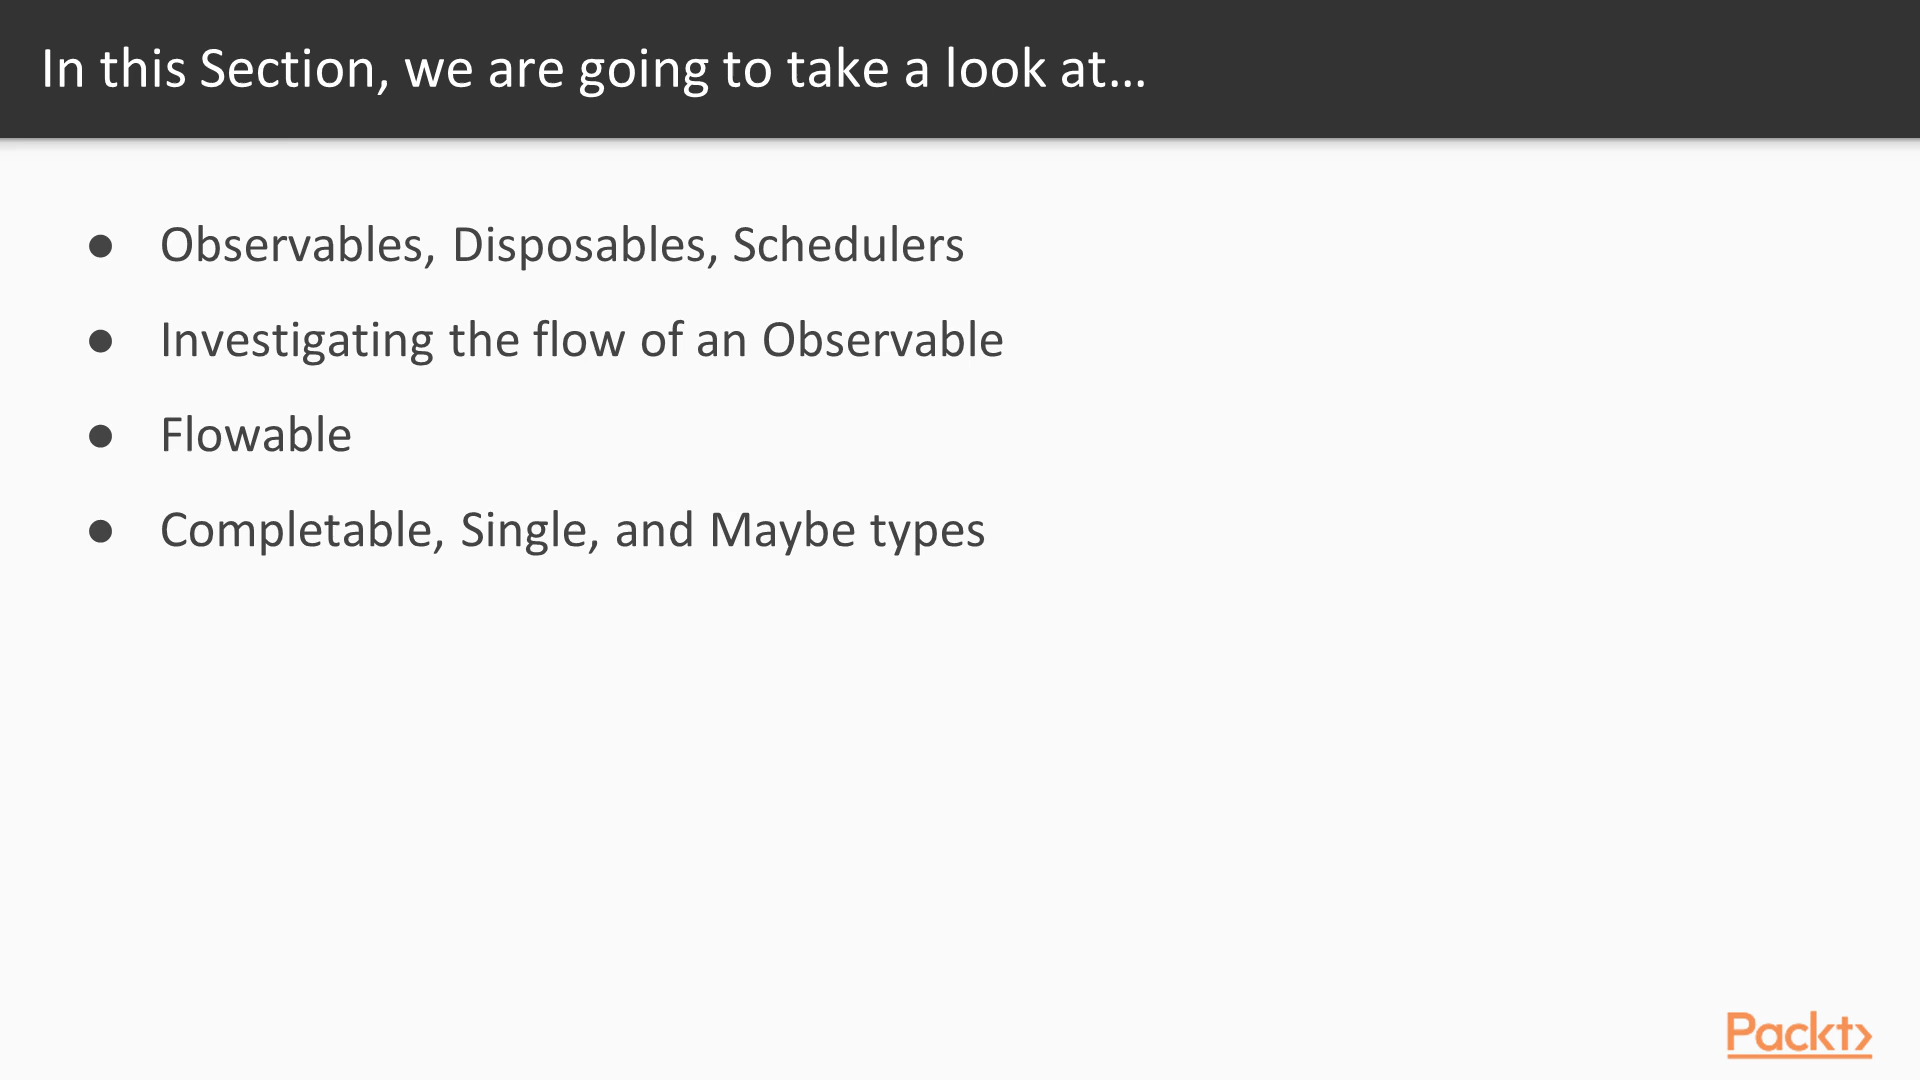 In this Section, we are going to take a look at...
● Observables, Disposables, Schedulers
● Investigating the flow of an Observable
● Flowable
● Completable, Single, and Maybe types
Packt>